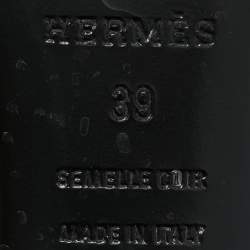 HERMÈS
39
SEMELLE CUIR
MADE IN ITALY